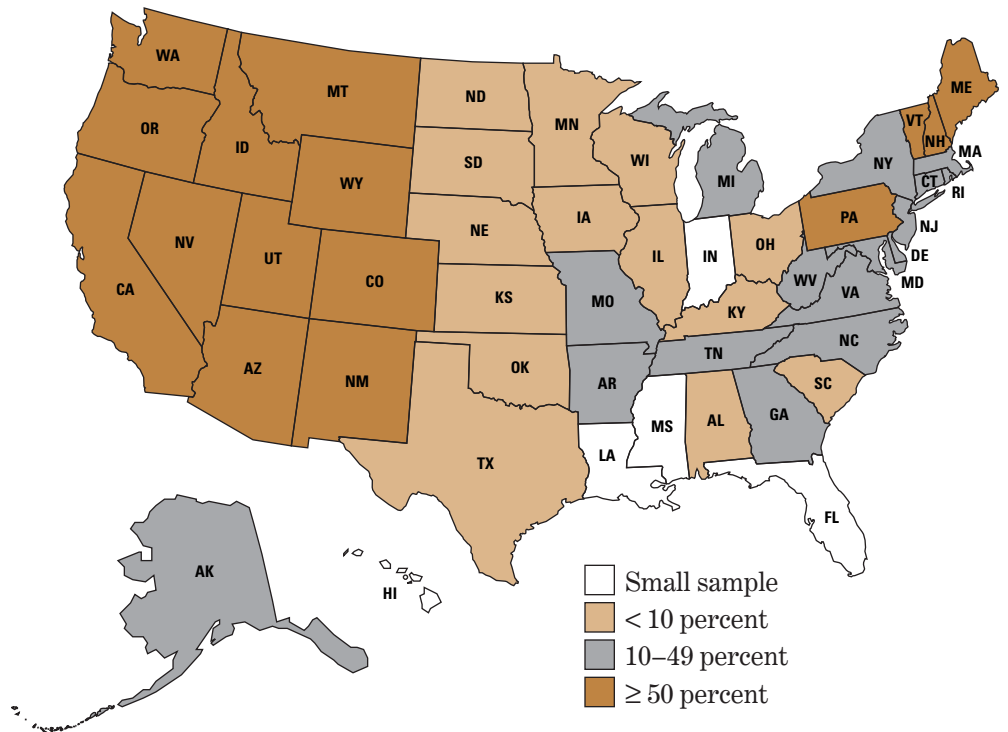 WA
MT
ND
MN
ME
VT
NH
OR
ID
WY
SD
WI
MI
NY
MA
CT
RI
NV
UT
CO
NE
IA
IL
IN
OH
PA
NJ
DE
MD
WV
VA
CA
KS
MO
KY
AZ
NM
OK
AR
TN
NC
SC
TX
LA
MS
AL
GA
FL
AK
HI
Small sample
< 10 percent
10–49 percent
≥ 50 percent